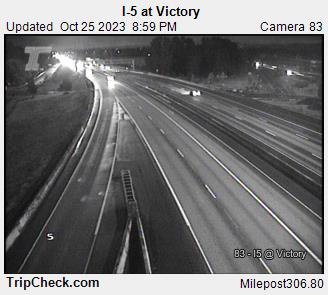 I-5 at Victory
Updated Oct 25 2023 8:59 PM Camera 83
T
S
83 - I5 @ Victory
TripCheck.com Milepost306.80